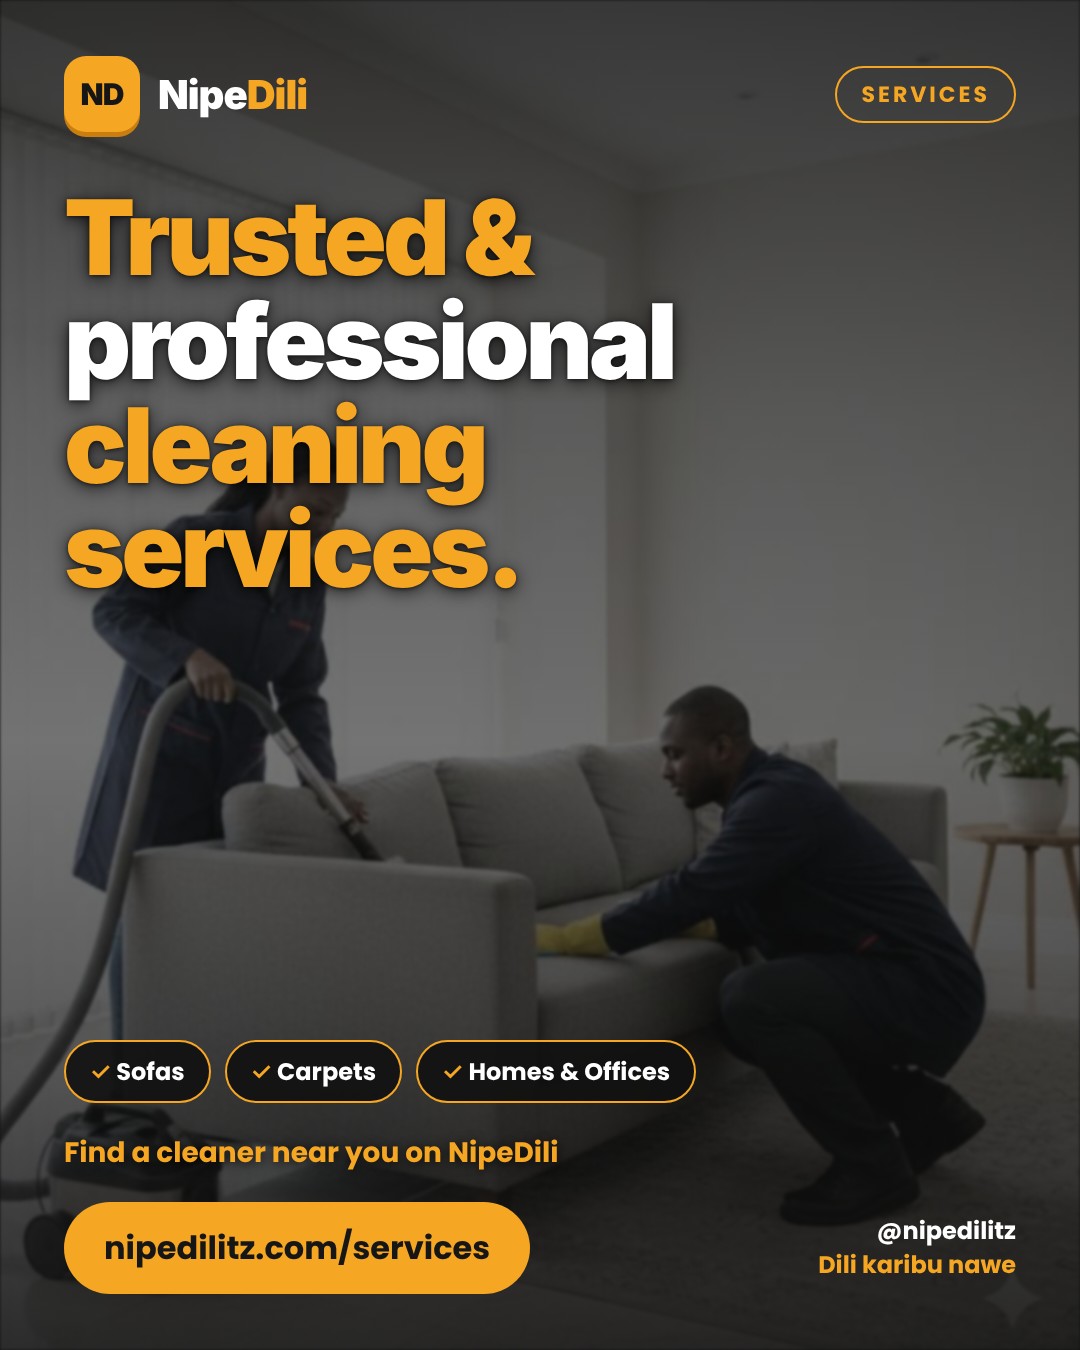 ND
NipeDili
SERVICES
Trusted &
professional
cleaning
services.
✓ Sofas
✓ Carpets
✓ Homes & Offices
Find a cleaner near you on NipeDili
nipedilitz.com/services
@nipedilitz
Dili karibu nawe